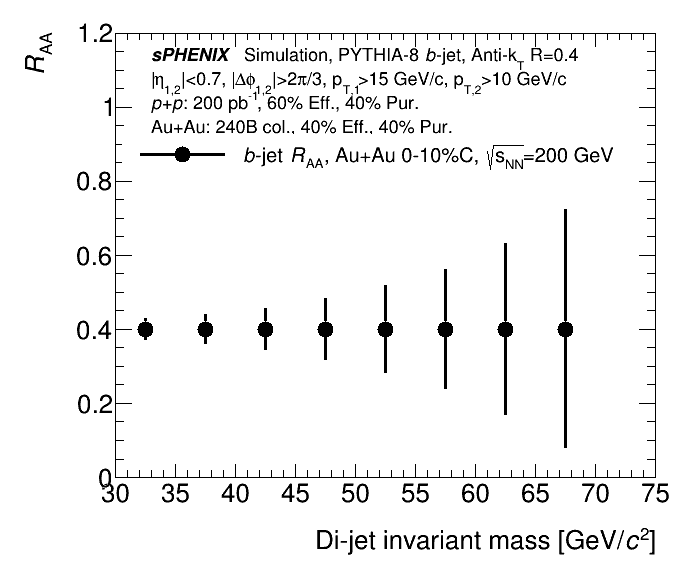 R_AA
sPHENIX Simulation, PYTHIA-8 b-jet, Anti-k_T R=0.4
|η_1,2|<0.7, |Δϕ_1,2|>2π/3, p_T,1>15 GeV/c, p_T,2>10 GeV/c
p+p: 200 pb^-1, 60% Eff., 40% Pur.
Au+Au: 240B col., 40% Eff., 40% Pur.
b-jet R_AA, Au+Au 0-10%C, √s_NN=200 GeV
1.2
1
0.8
0.6
0.4
0.2
0
30 35 40 45 50 55 60 65 70 75
Di-jet invariant mass [GeV/c²]